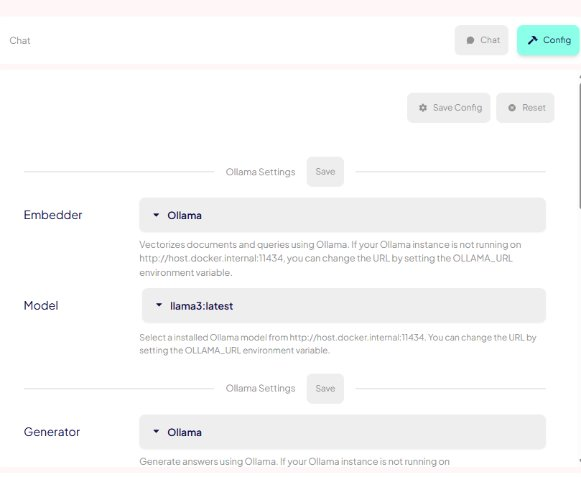 Chat
Chat
Config
Save Config
Reset
Ollama Settings
Save
Embedder
Ollama
Vectorizes documents and queries using Ollama. If your Ollama instance is not running on
http://host.docker.internal:11434, you can change the URL by setting the OLLAMA_URL
environment variable.
Model
llama3:latest
Select a installed Ollama model from http://host.docker.internal:11434. You can change the URL by
setting the OLLAMA_URL environment variable.
Ollama Settings
Save
Generator
Ollama
Generate answers using Ollama. If your Ollama instance is not running on